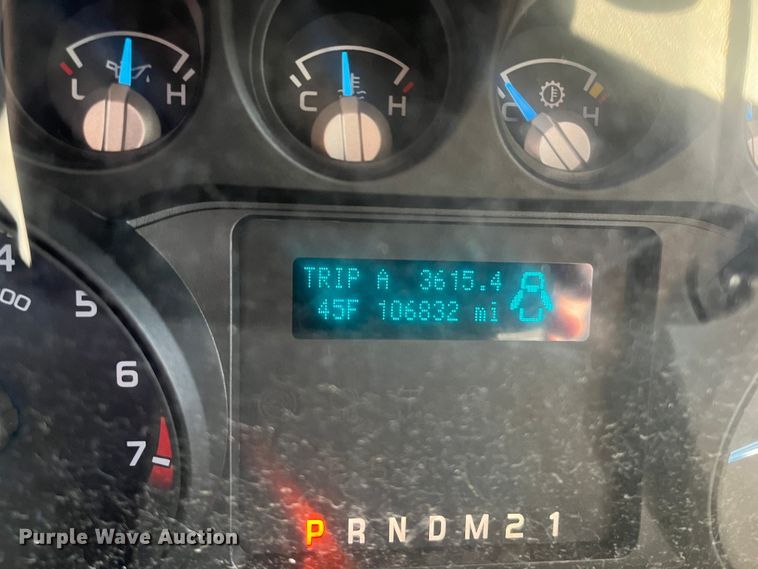 L H
C H
C H
4
00
5
6
7
TRIP A 3615.4
45F 106832 mi
P R N D M 2 1
Purple Wave Auction